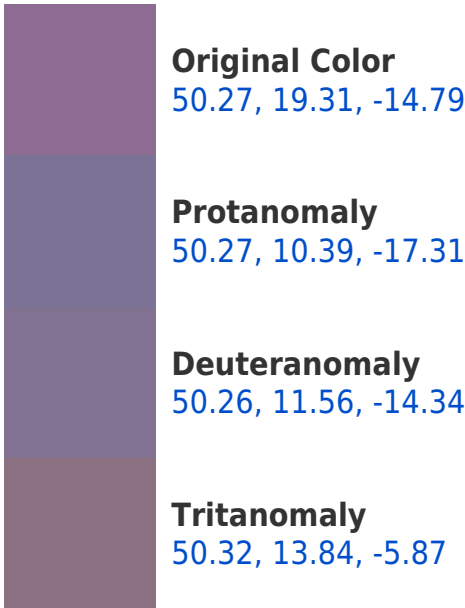 Original Color
50.27, 19.31, -14.79
Protanomaly
50.27, 10.39, -17.31
Deuteranomaly
50.26, 11.56, -14.34
Tritanomaly
50.32, 13.84, -5.87